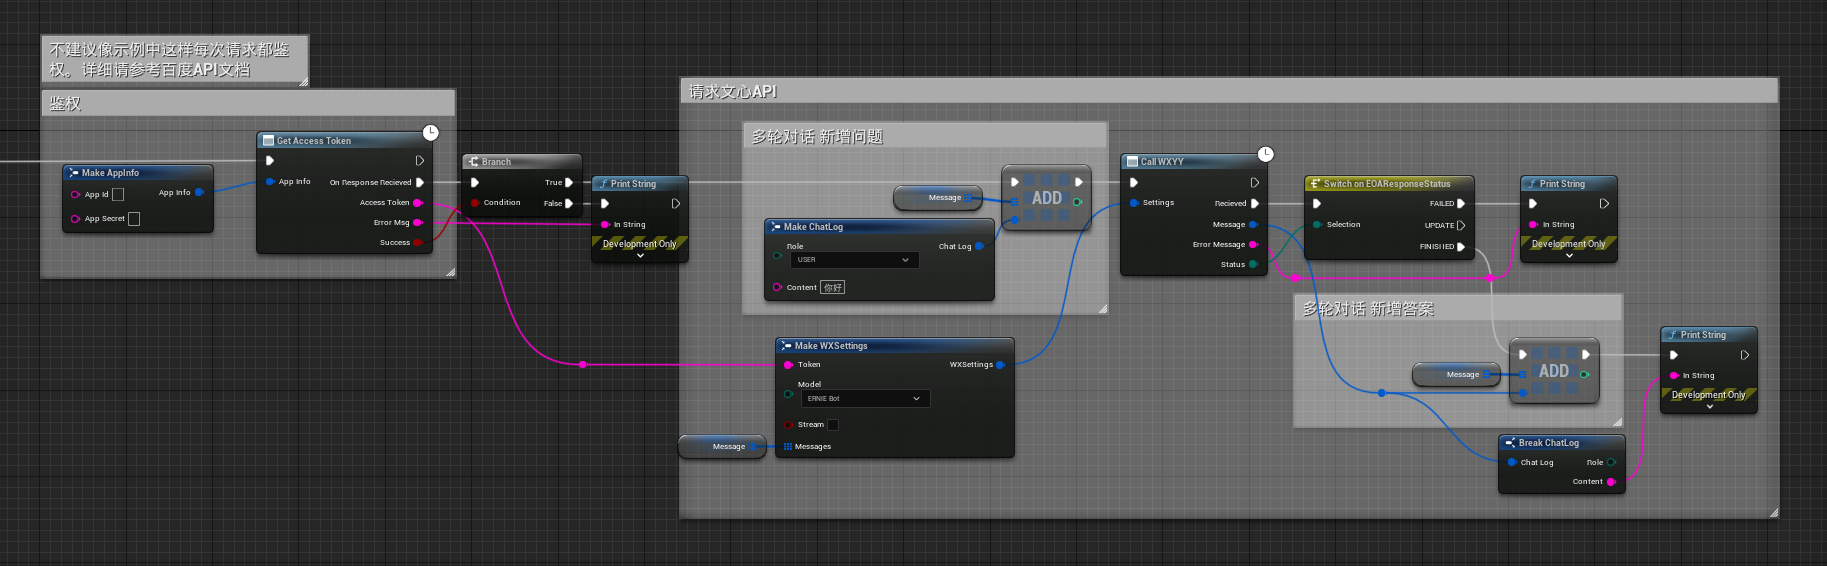 不建议像示例中这样每次请求都鉴
权。详细请参考百度API文档
鉴权
Make AppInfo
App Id
App Info
App Secret
Get Access Token
App Info
On Response Recieved
Access Token
Error Msg
Success
Branch
True
Condition
False
Print String
In String
Development Only
请求文心API
多轮对话 新增问题
Message
ADD
Make ChatLog
Role
USER
Chat Log
Content
你好
Make WXSettings
Token
WXSettings
Model
ERNIE Bot
Stream
Messages
Message
Call WXYY
Settings
Recieved
Message
Error Message
Status
Switch on EOAResponseStatus
Selection
FAILED
UPDATE
FINISHED
Print String
In String
Development Only
多轮对话 新增答案
Message
ADD
Break ChatLog
Chat Log
Role
Content
Print String
In String
Development Only